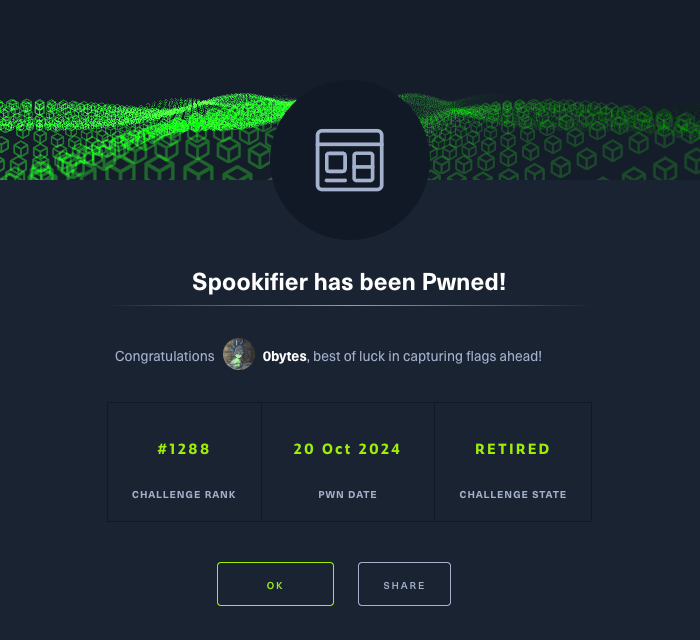 Spookifier has been Pwned!
Congratulations 0bytes, best of luck in capturing flags ahead!
#1288 20 Oct 2024 RETIRED
CHALLENGE RANK PWN DATE CHALLENGE STATE
OK SHARE